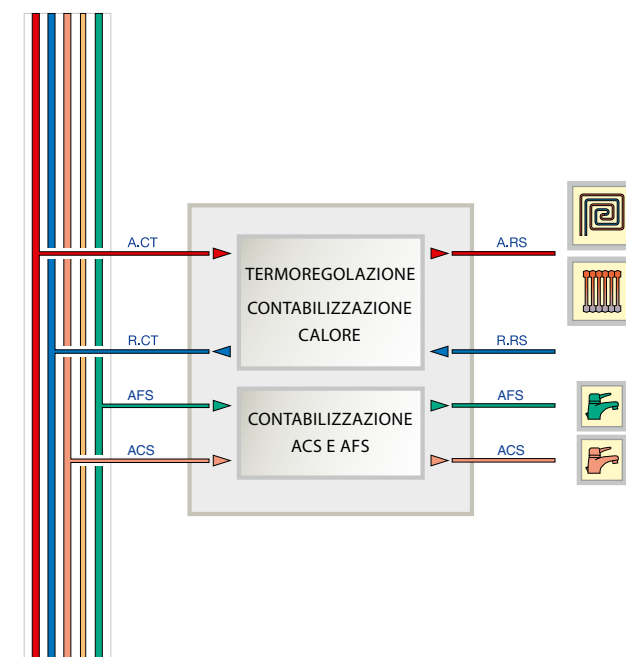 A.CT
A.RS
TERMOREGOLAZIONE
CONTABILIZZAZIONE
CALORE
R.CT
R.RS
AFS
AFS
CONTABILIZZAZIONE
ACS E AFS
ACS
ACS